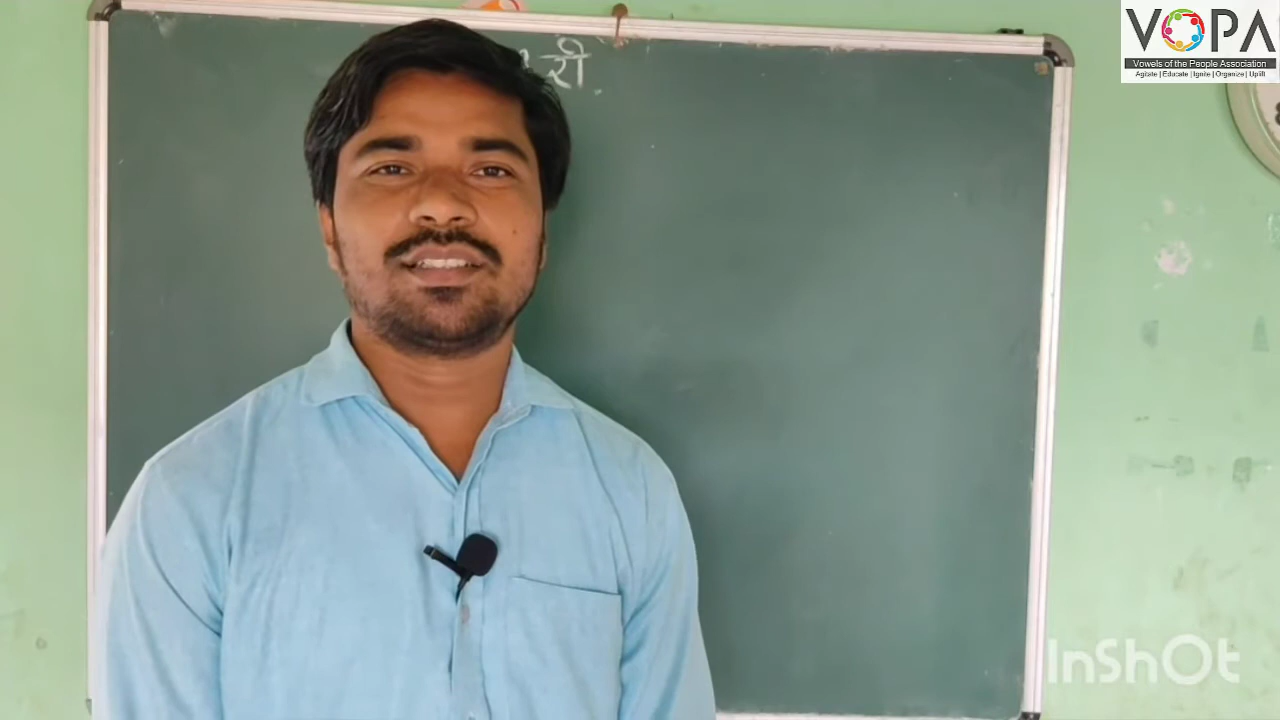 VOPA
Vowels of the People Association
Agitate | Educate | Ignite | Organize | Uplift
InShOt